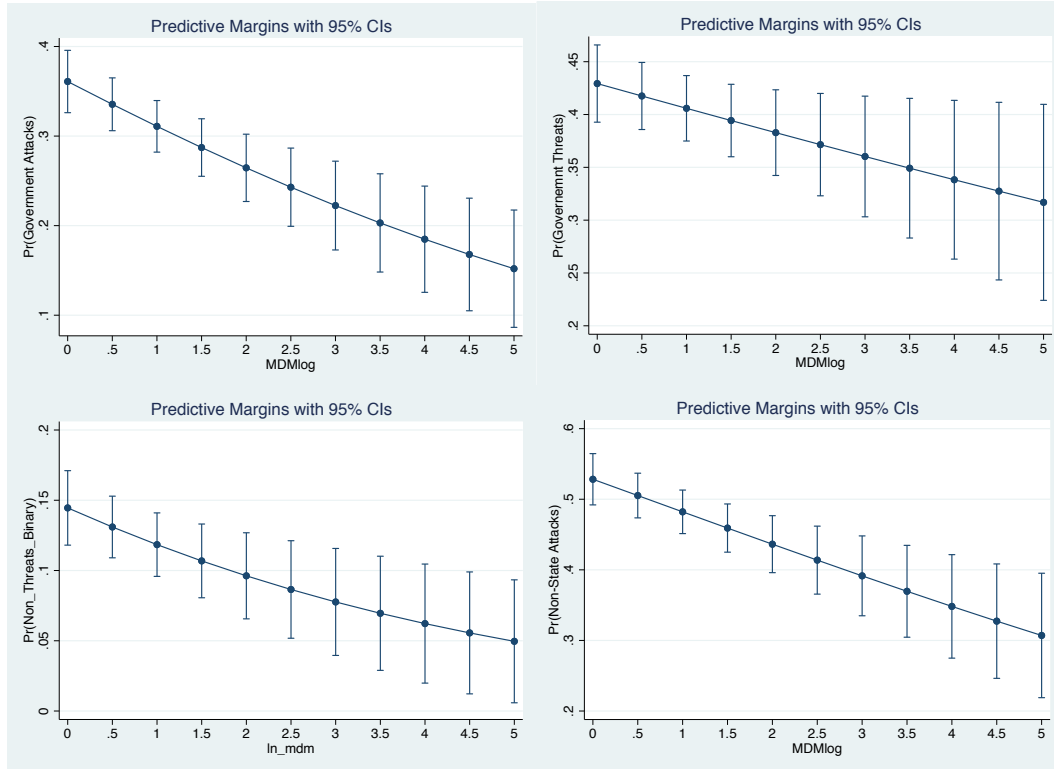 Predictive Margins with 95% CIs
.4
.3
.2
.1
Pr(Government Attacks)
0 .5 1 1.5 2 2.5 3 3.5 4 4.5 5
MDMlog
Predictive Margins with 95% CIs
.45
.4
.35
.3
.25
.2
Pr(Governemnt Threats)
0 .5 1 1.5 2 2.5 3 3.5 4 4.5 5
MDMlog
Predictive Margins with 95% CIs
.2
.15
.1
.05
0
Pr(Non_Threats_Binary)
0 .5 1 1.5 2 2.5 3 3.5 4 4.5 5
ln_mdm
Predictive Margins with 95% CIs
.6
.5
.4
.3
.2
Pr(Non-State Attacks)
0 .5 1 1.5 2 2.5 3 3.5 4 4.5 5
MDMlog